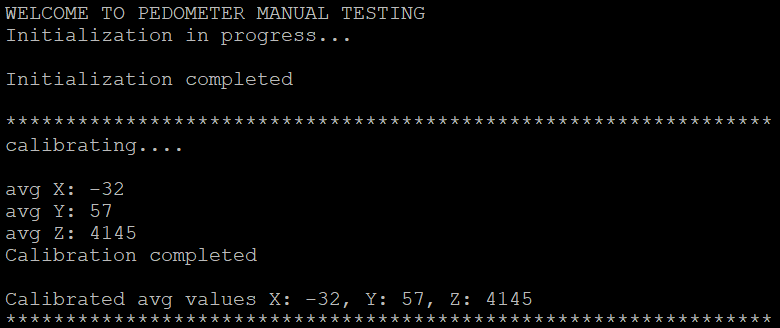 WELCOME TO PEDOMETER MANUAL TESTING
Initialization in progress...
Initialization completed
****************************************************************
calibrating....
avg X: -32
avg Y: 57
avg Z: 4145
Calibration completed
Calibrated avg values X: -32, Y: 57, Z: 4145
****************************************************************